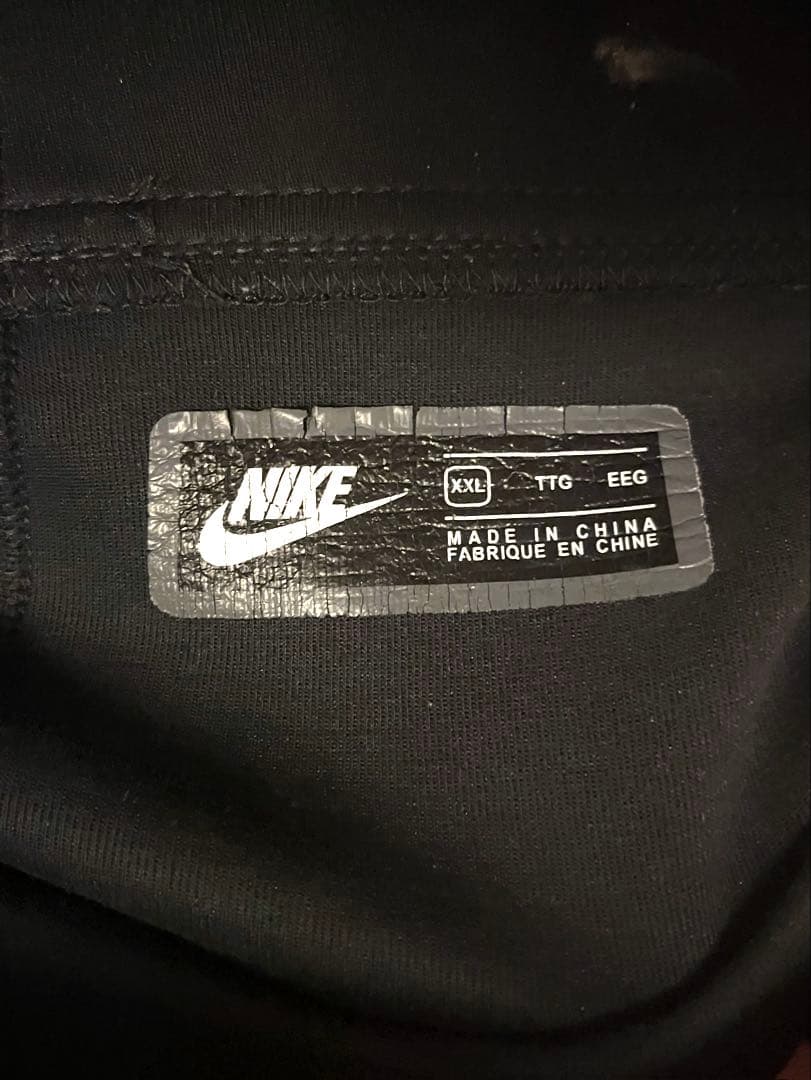 NIKE
XXL TTG EEG
MADE IN CHINA
FABRIQUE EN CHINE